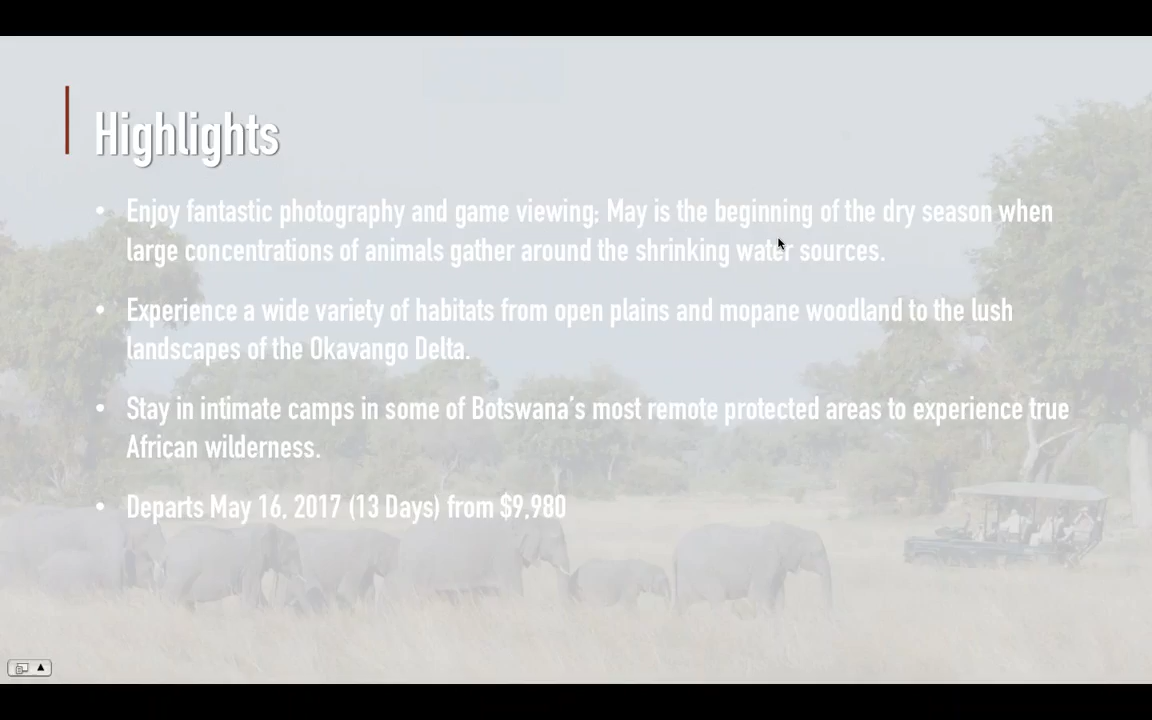 Highlights
• Enjoy fantastic photography and game viewing; May is the beginning of the dry season when
large concentrations of animals gather around the shrinking water sources.
• Experience a wide variety of habitats from open plains and mopane woodland to the lush
landscapes of the Okavango Delta.
• Stay in intimate camps in some of Botswana’s most remote protected areas to experience true
African wilderness.
• Departs May 16, 2017 (13 Days) from $9,980